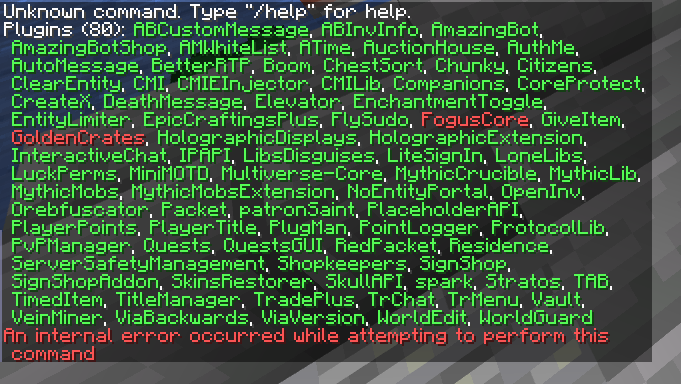 Unknown command. Type "/help" for help.
Plugins (80): ABCustomMessage, ABInvInfo, AmazingBot,
AmazingBotShop, AMWhiteList, ATime, AuctionHouse, AuthMe,
AutoMessage, BetterRTP, Boom, ChestSort, Chunky, Citizens,
ClearEntity, CMI, CMIEInjector, CMILib, Companions, CoreProtect,
CreateX, DeathMessage, Elevator, EnchantmentToggle,
EntityLimiter, EpicCraftingsPlus, FlySudo, FogusCore, GiveItem,
GoldenCrates, HolographicDisplays, HolographicExtension,
InteractiveChat, IPAPI, LibsDisguises, LiteSignIn, LoneLibs,
LuckPerms, MiniMOTD, Multiverse-Core, MythicCrucible, MythicLib,
MythicMobs, MythicMobsExtension, NoEntityPortal, OpenInv,
Orebfuscator, Packet, patronSaint, PlaceholderAPI,
PlayerPoints, PlayerTitle, PlugMan, PointLogger, ProtocolLib,
PvPManager, Quests, QuestsGUI, RedPacket, Residence,
ServerSafetyManagement, Shopkeepers, SignShop,
SignShopAddon, SkinsRestorer, SkullAPI, spark, Stratos, TAB,
TimedItem, TitleManager, TradePlus, TrChat, TrMenu, Vault,
VeinMiner, ViaBackwards, ViaVersion, WorldEdit, WorldGuard
An internal error occurred while attempting to perform this
command